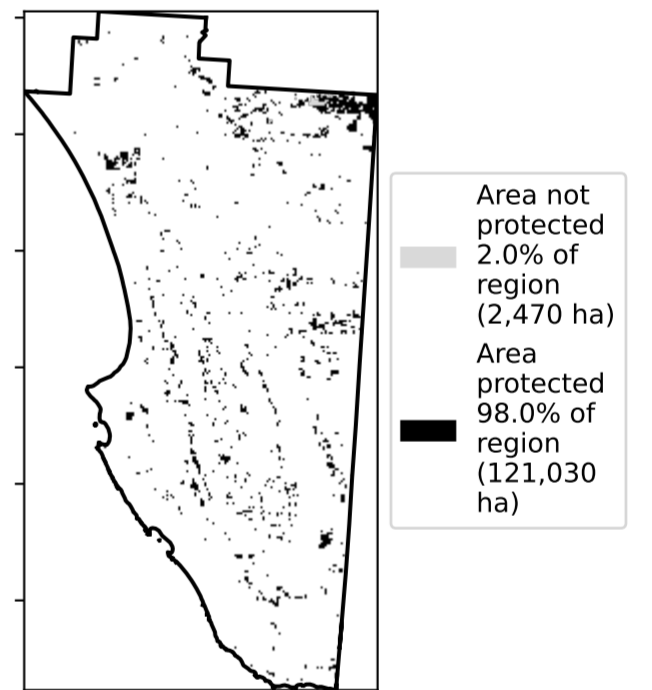 Area not
protected
2.0% of
region
(2,470 ha)
Area
protected
98.0% of
region
(121,030
ha)